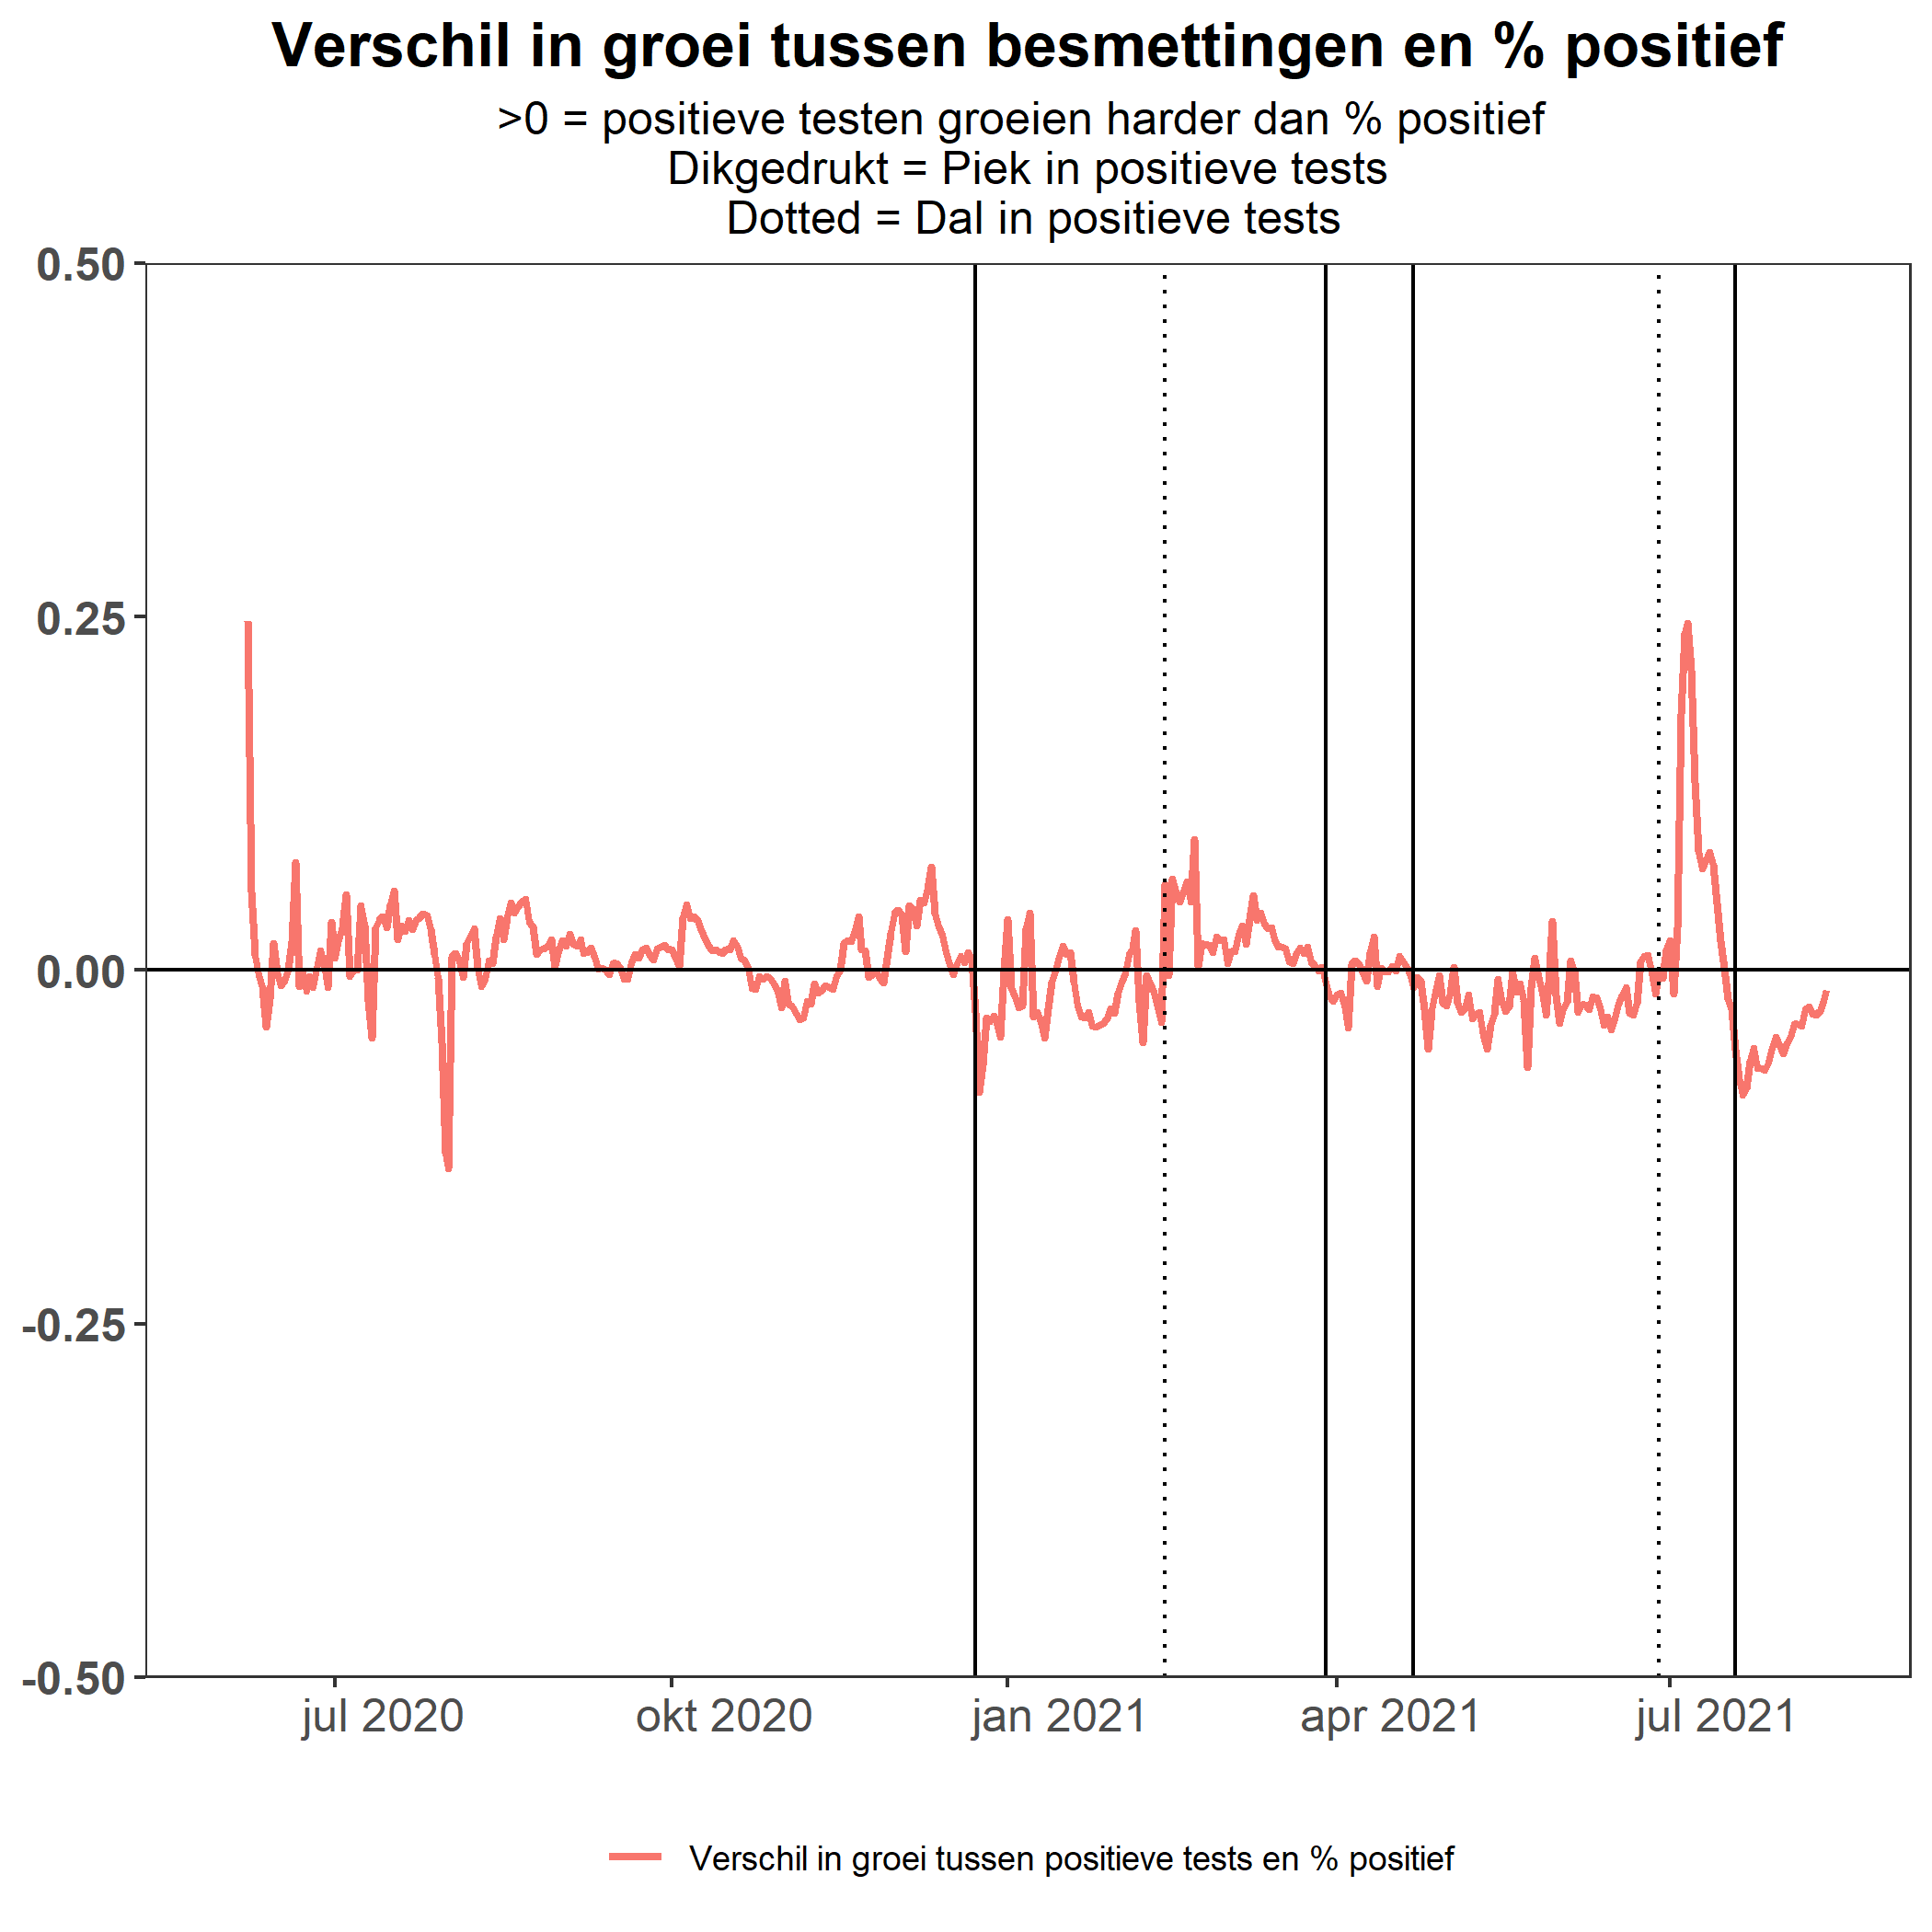 Verschil in groei tussen besmettingen en % positief
>0 = positieve testen groeien harder dan % positief
Dikgedrukt = Piek in positieve tests
Dotted = Dal in positieve tests
0.50
0.25
0.00
-0.25
-0.50
jul 2020
okt 2020
jan 2021
apr 2021
jul 2021
Verschil in groei tussen positieve tests en % positief